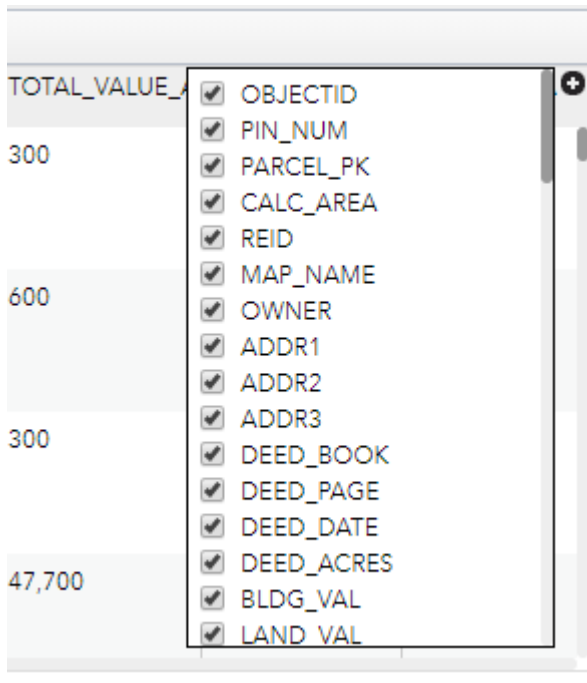 TOTAL_VALUE_
300
600
300
47,700
OBJECTID
PIN_NUM
PARCEL_PK
CALC_AREA
REID
MAP_NAME
OWNER
ADDR1
ADDR2
ADDR3
DEED_BOOK
DEED_PAGE
DEED_DATE
DEED_ACRES
BLDG_VAL
LAND_VAL